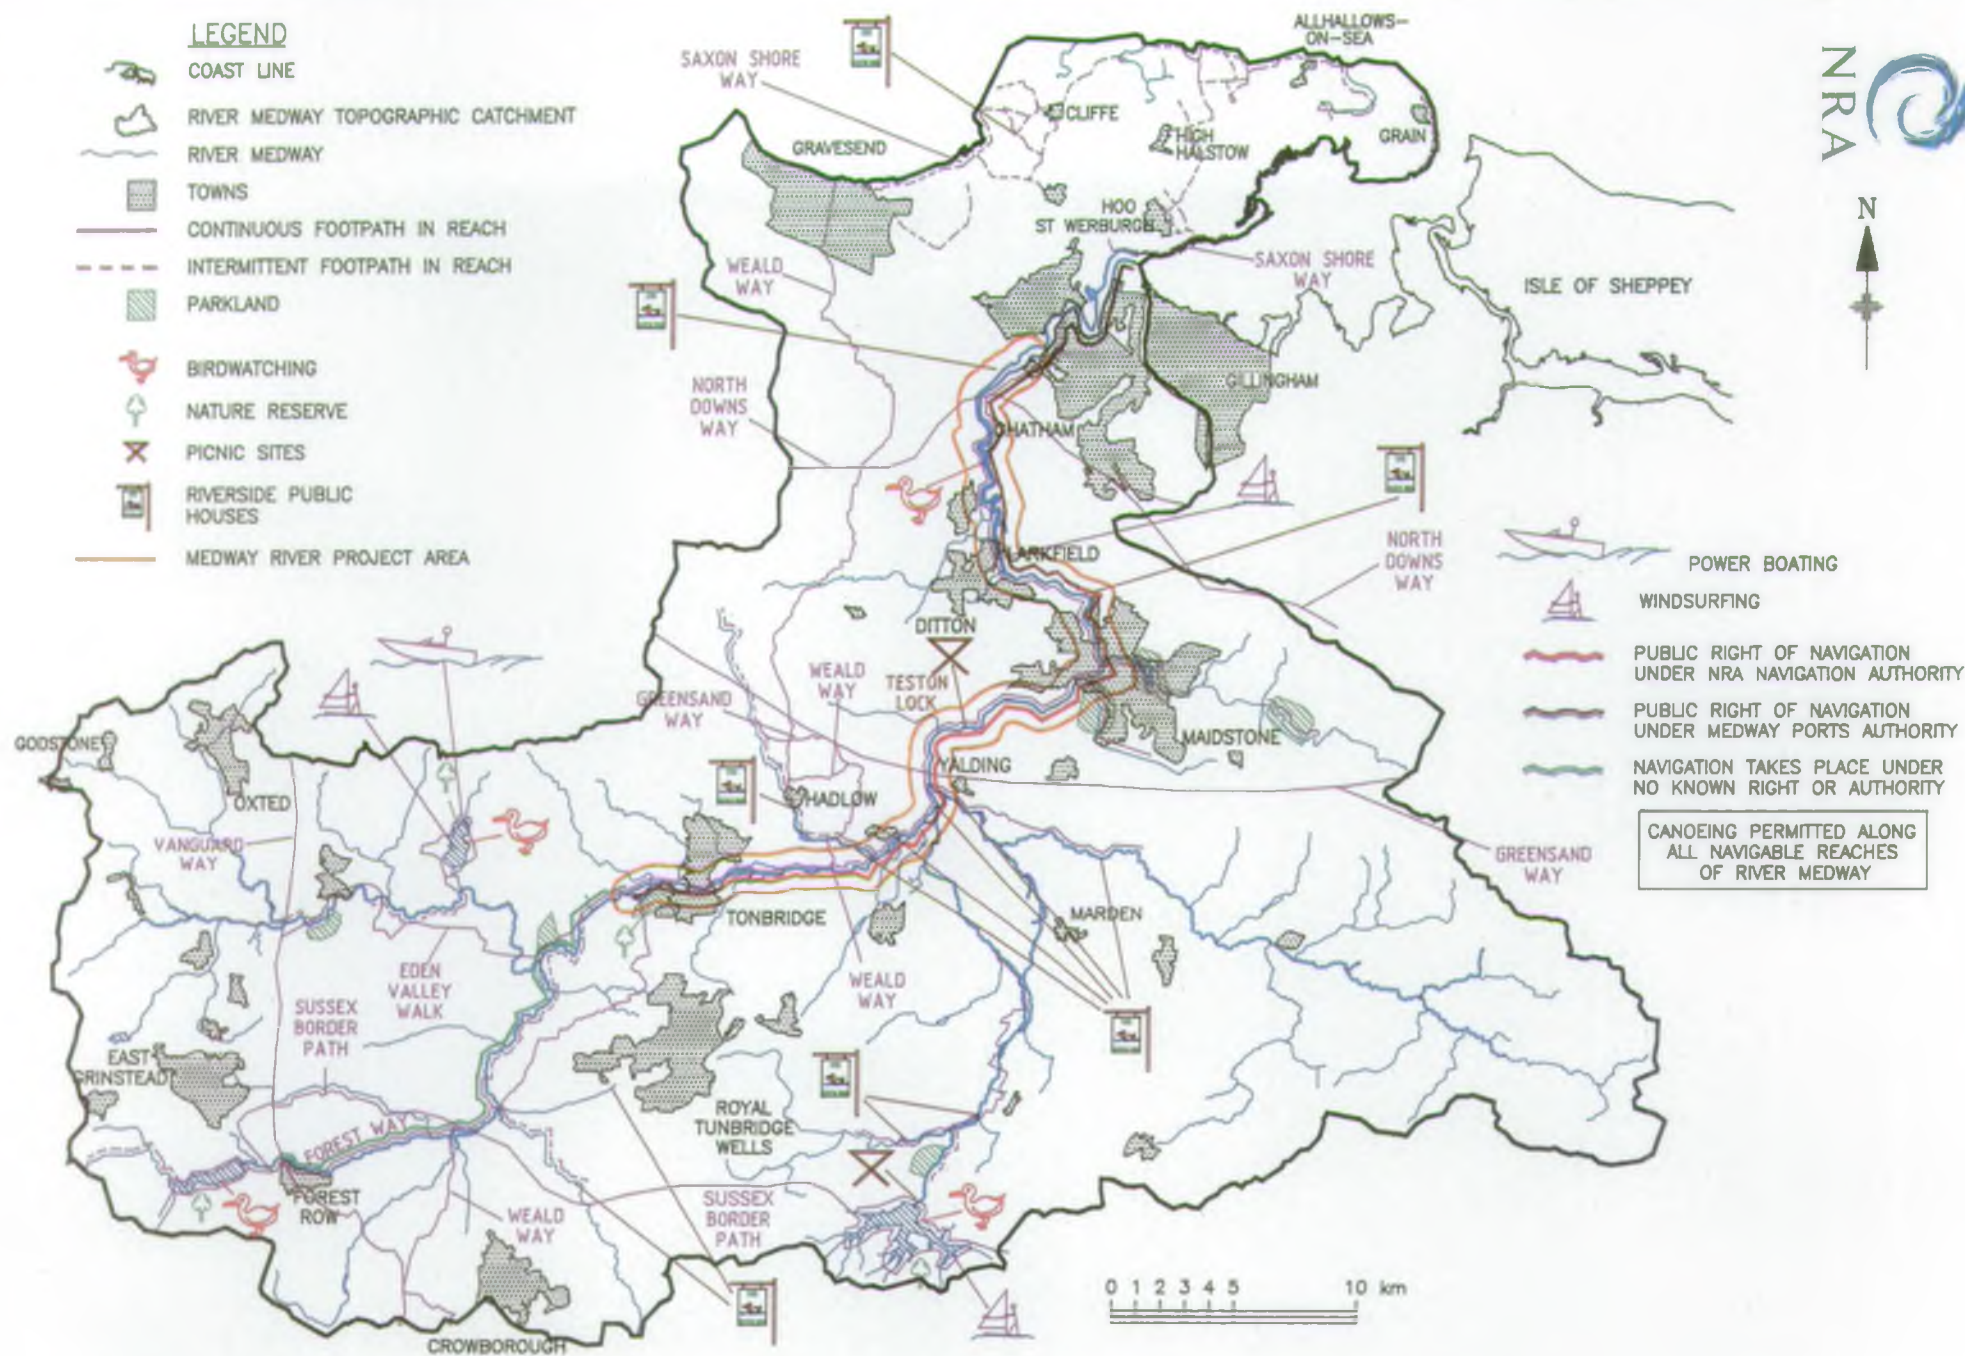 LEGEND
COAST LINE
RIVER MEDWAY TOPOGRAPHIC CATCHMENT
RIVER MEDWAY
TOWNS
CONTINUOUS FOOTPATH IN REACH
INTERMITTENT FOOTPATH IN REACH
PARKLAND
BIRDWATCHING
NATURE RESERVE
PICNIC SITES
RIVERSIDE PUBLIC
HOUSES
MEDWAY RIVER PROJECT AREA
NRA
N
SAXON SHORE
WAY
ALLHALLOWS-
ON-SEA
CLIFFE
HIGH
HALSTOW
GRAIN
GRAVESEND
HOO
ST WERBURGH
SAXON SHORE
WAY
ISLE OF SHEPPEY
WEALD
WAY
GILLINGHAM
NORTH
DOWNS
WAY
CHATHAM
LARKFIELD
NORTH
DOWNS
WAY
DITTON
TESTON
LOCK
WEALD
WAY
GREENSAND
WAY
MAIDSTONE
YALDING
HADLOW
GODSTONE
OXTED
VANGUARD
WAY
GREENSAND
WAY
TONBRIDGE
MARDEN
EDEN
VALLEY
WALK
WEALD
WAY
SUSSEX
BORDER
PATH
EAST
GRINSTEAD
ROYAL
TUNBRIDGE
WELLS
FOREST WAY
FOREST
ROW
WEALD
WAY
SUSSEX
BORDER
PATH
CROWBOROUGH
POWER BOATING
WINDSURFING
PUBLIC RIGHT OF NAVIGATION
UNDER NRA NAVIGATION AUTHORITY
PUBLIC RIGHT OF NAVIGATION
UNDER MEDWAY PORTS AUTHORITY
NAVIGATION TAKES PLACE UNDER
NO KNOWN RIGHT OR AUTHORITY
CANOEING PERMITTED ALONG
ALL NAVIGABLE REACHES
OF RIVER MEDWAY
0 1 2 3 4 5 10 km